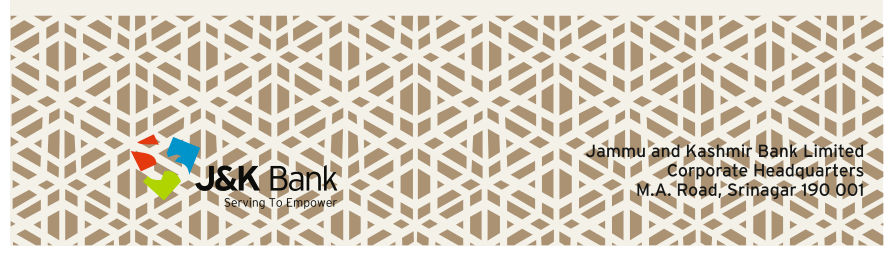 J&K Bank
Serving To Empower
Jammu and Kashmir Bank Limited
Corporate Headquarters
M.A. Road, Srinagar 190 001